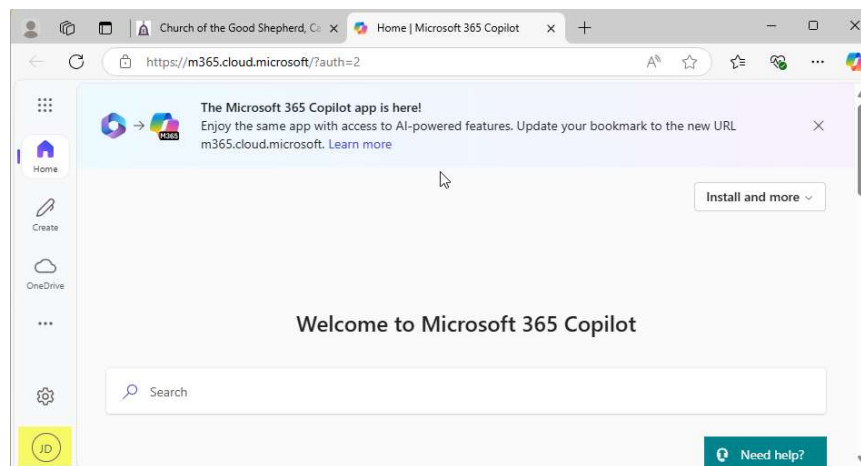 Church of the Good Shepherd, Ca
Home | Microsoft 365 Copilot
https://m365.cloud.microsoft/?auth=2
The Microsoft 365 Copilot app is here!
Enjoy the same app with access to AI-powered features. Update your bookmark to the new URL
m365.cloud.microsoft. Learn more
M365
Home
Install and more
Create
OneDrive
Welcome to Microsoft 365 Copilot
Search
JD
Need help?